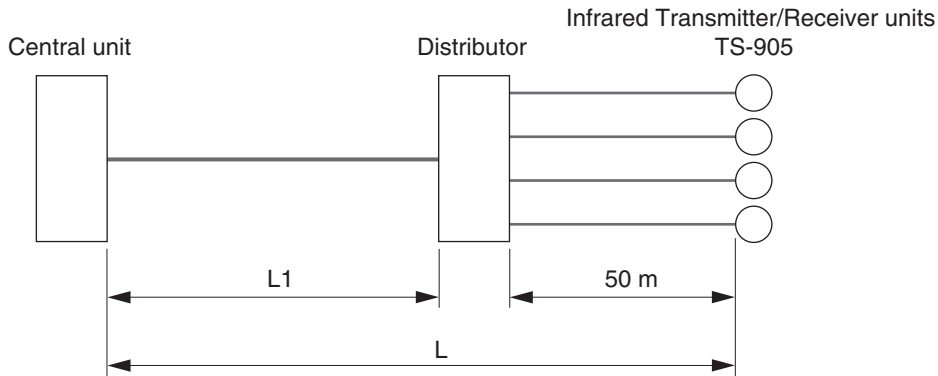 Infrared Transmitter/Receiver units
Central unit
Distributor
TS-905
L1
50 m
L